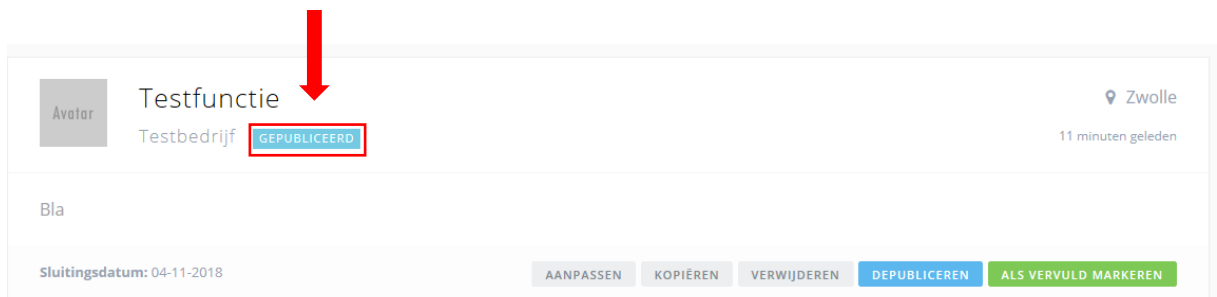 Avatar
Testfunctie
Zwolle
Testbedrijf GEPUBLICEERD
11 minuten geleden
Bla
Sluitingsdatum: 04-11-2018
AANPASSEN KOPIËREN VERWIJDEREN DEPUBLICEREN ALS VERVULD MARKEREN